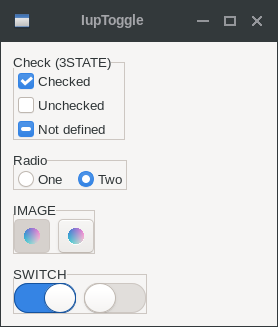 IupToggle
Check (3STATE)
Checked
Unchecked
Not defined
Radio
One Two
IMAGE
SWITCH